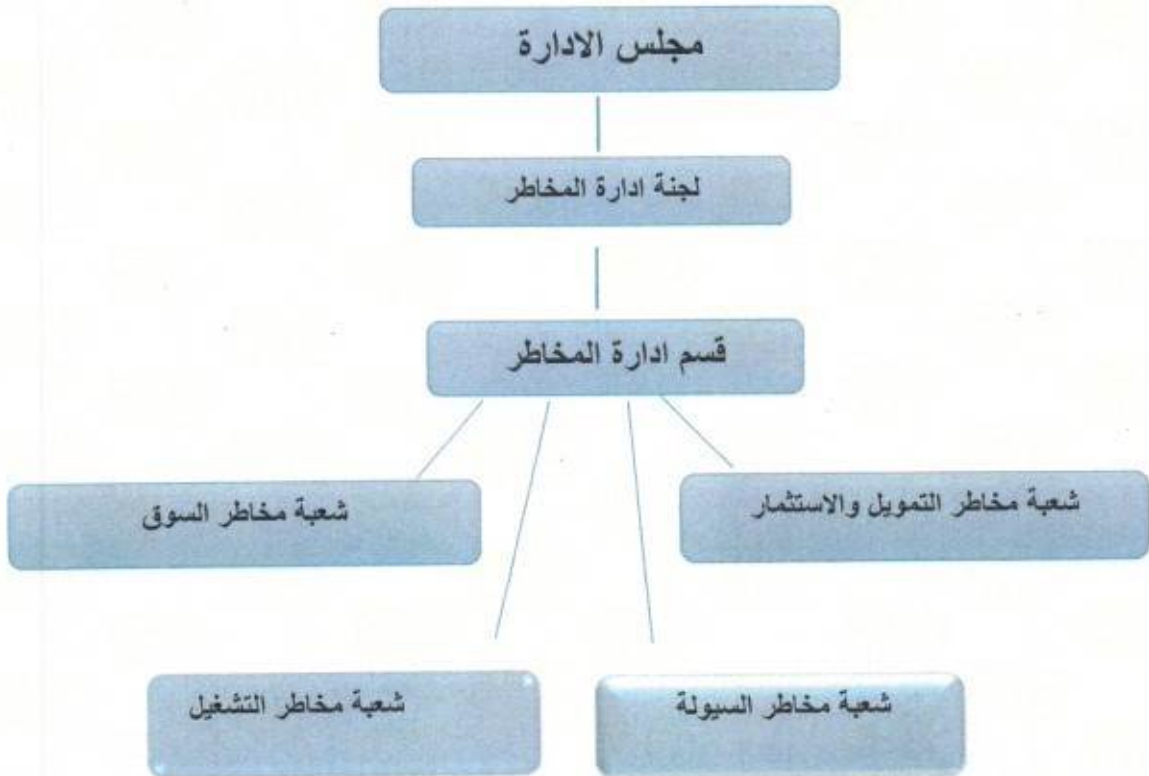 مجلس الادارة
لجنة ادارة المخاطر
قسم ادارة المخاطر
شعبة مخاطر التمويل والاستثمار
شعبة مخاطر السوق
شعبة مخاطر السيولة
شعبة مخاطر التشغيل